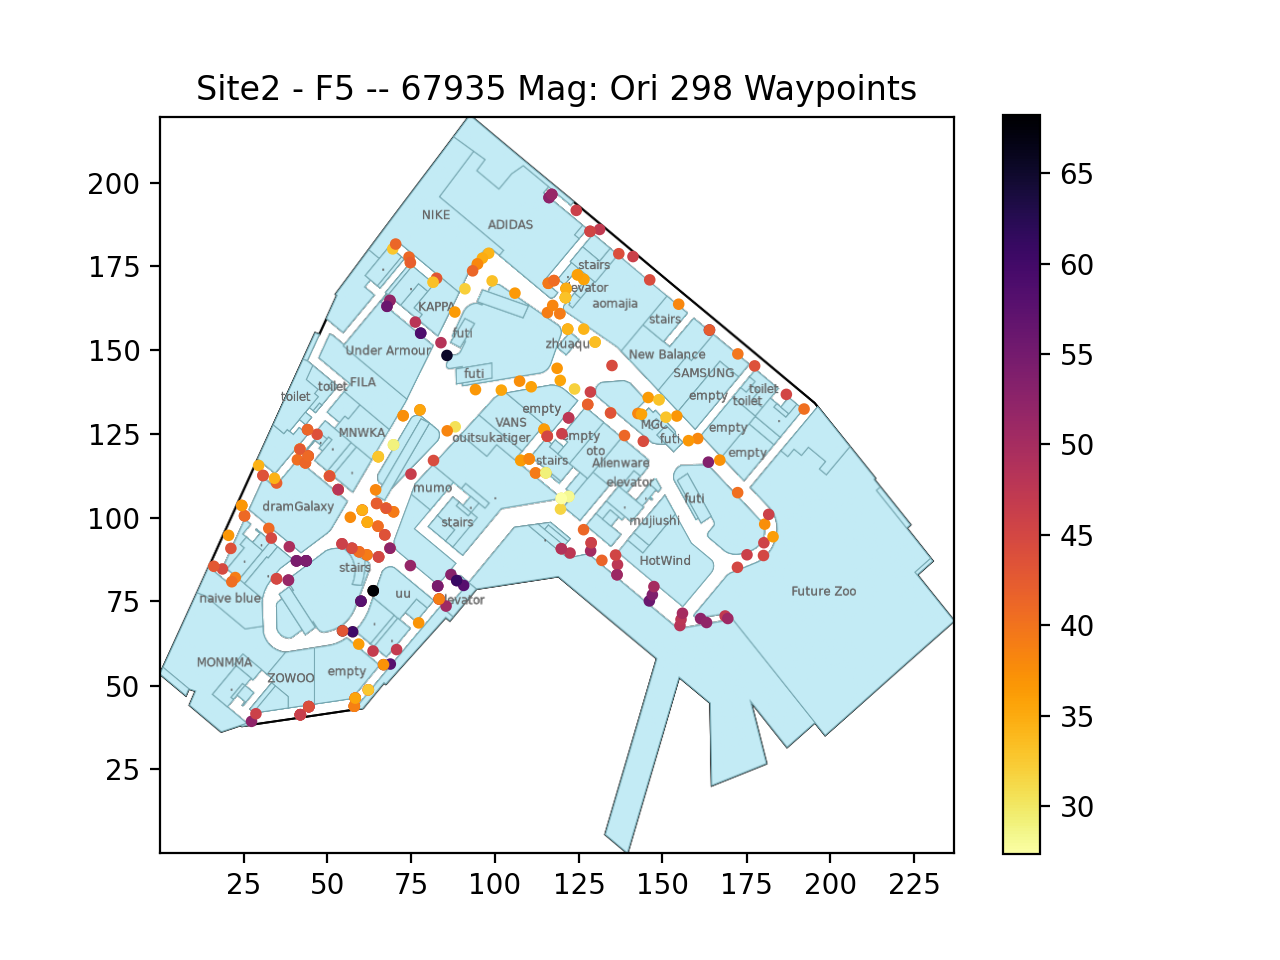 Site2 - F5 -- 67935 Mag: Ori 298 Waypoints
200
175
150
125
100
75
50
25
25
50
75
100
125
150
175
200
225
65
60
55
50
45
40
35
30
NIKE
ADIDAS
stairs
evator
aomajia
KAPPA
stairs
futi
Under Armour
zhuaqu
New Balance
futi
SAMSUNG
FILA
toilet
toilet
toilet
toilet
empty
empty
VANS
MNWKA
MGC
empty
ouitsukatiger
empty
futi
oto
empty
stairs
Alienware
elevator
mumo
futi
dramGalaxy
stairs
mujiushi
HotWind
stairs
Future Zoo
uu
levator
naive blue
MONMMA
empty
ZOWOO